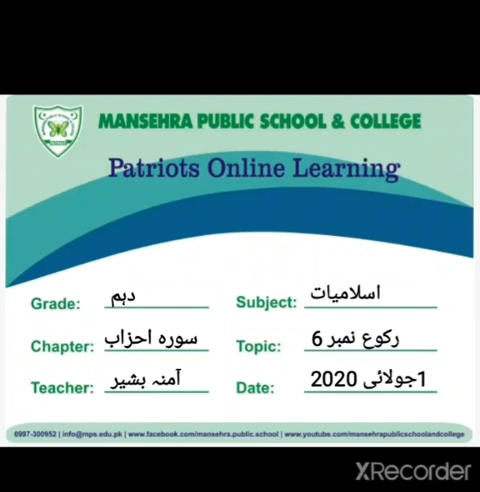 MANSEHRA PUBLIC SCHOOL & COLLEGE
Patriots Online Learning
Grade: دہم Subject: اسلامیات
Chapter: سورہ احزاب Topic: رکوع نمبر 6
Teacher: آمنہ بشیر Date: 1جولائی 2020
0997-300952 | info@mps.edu.pk | www.facebook.com/mansehra.public.school | www.youtube.com/mansehrapublicschoolandcollege
XRecorder